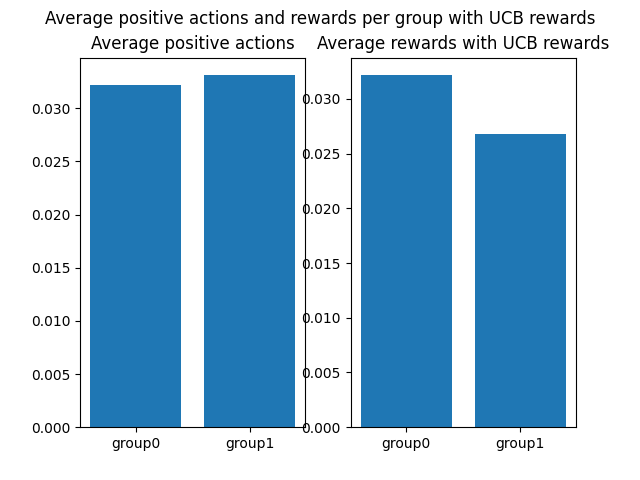 Average positive actions and rewards per group with UCB rewards
Average positive actions
0.030
0.025
0.020
0.015
0.010
0.005
0.000
group0 group1
Average rewards with UCB rewards
0.030
0.025
0.020
0.015
0.010
0.005
0.000
group0 group1